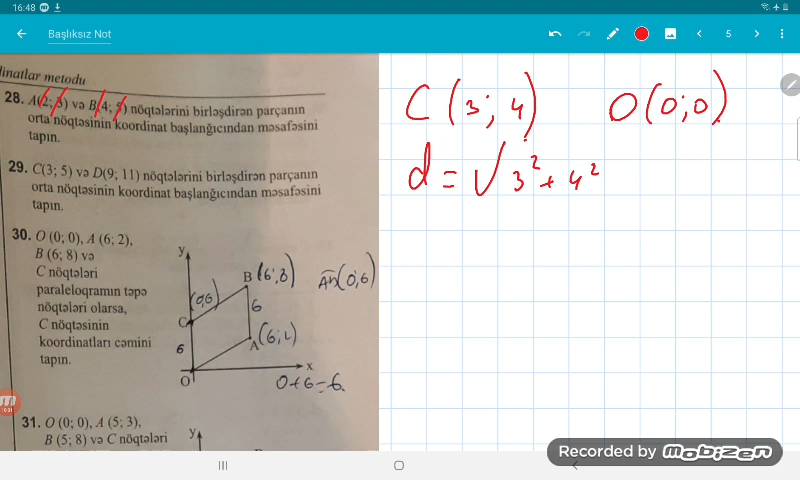 16:48
Başlıksız Not
5
dinatlar metodu
28. A(2; 3) və B(4; 5) nöqtələrini birləşdirən parçanın
orta nöqtəsinin koordinat başlanğıcından məsafəsini
tapın.
29. C(3; 5) və D(9; 11) nöqtələrini birləşdirən parçanın
orta nöqtəsinin koordinat başlanğıcından məsafəsini
tapın.
30. O (0; 0), A (6; 2),
B (6; 8) və
C nöqtələri
paraleloqramın təpə
nöqtələri olarsa,
C nöqtəsinin
koordinatları cəmini
tapın.
y
B (6; 8)
AB (0; 6)
(0,6)
C
6
6
A (6; 2)
O
x
0+6=6
31. O (0; 0), A (5; 3),
B (5; 8) və C nöqtələri
y
C (3; 4) O (0; 0)
d = √3²+4²
Recorded by
mobizen